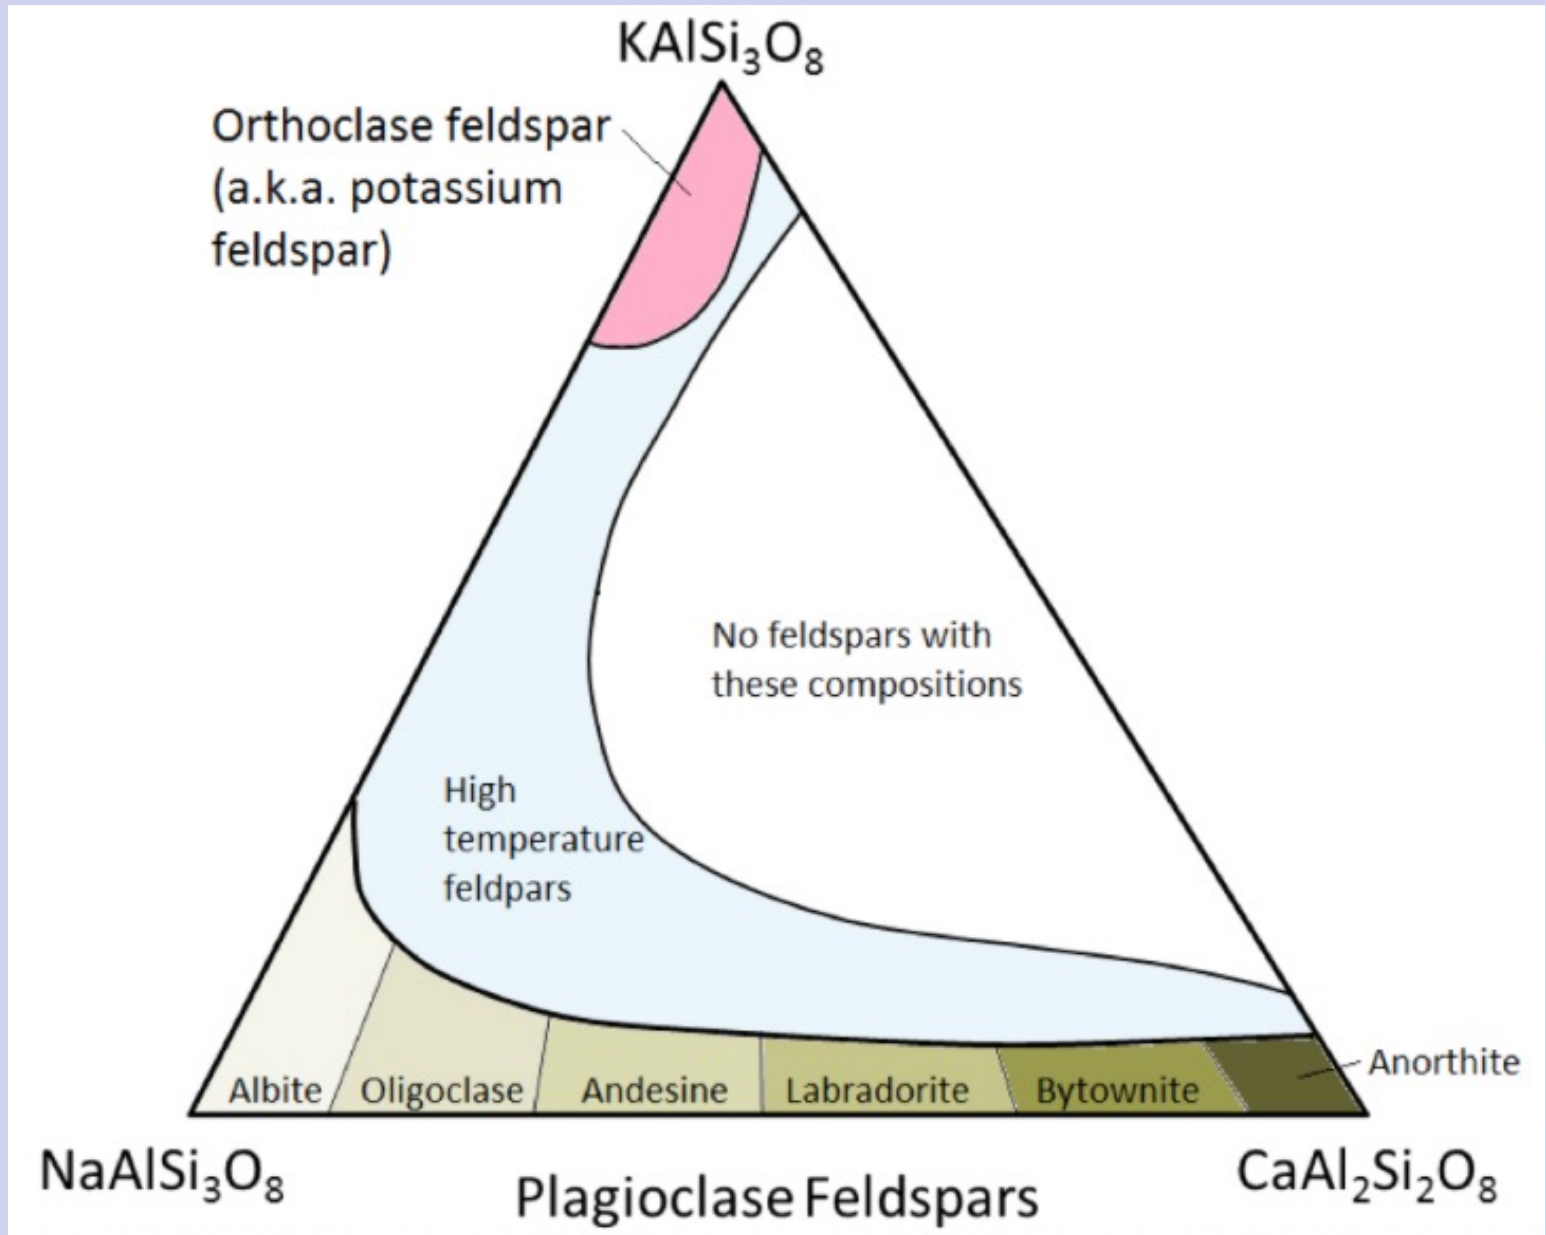 KAlSi₃O₈
Orthoclase feldspar
(a.k.a. potassium
feldspar)
No feldspars with
these compositions
High
temperature
feldpars
Anorthite
Albite Oligoclase Andesine Labradorite Bytownite
NaAlSi₃O₈
Plagioclase Feldspars
CaAl₂Si₂O₈